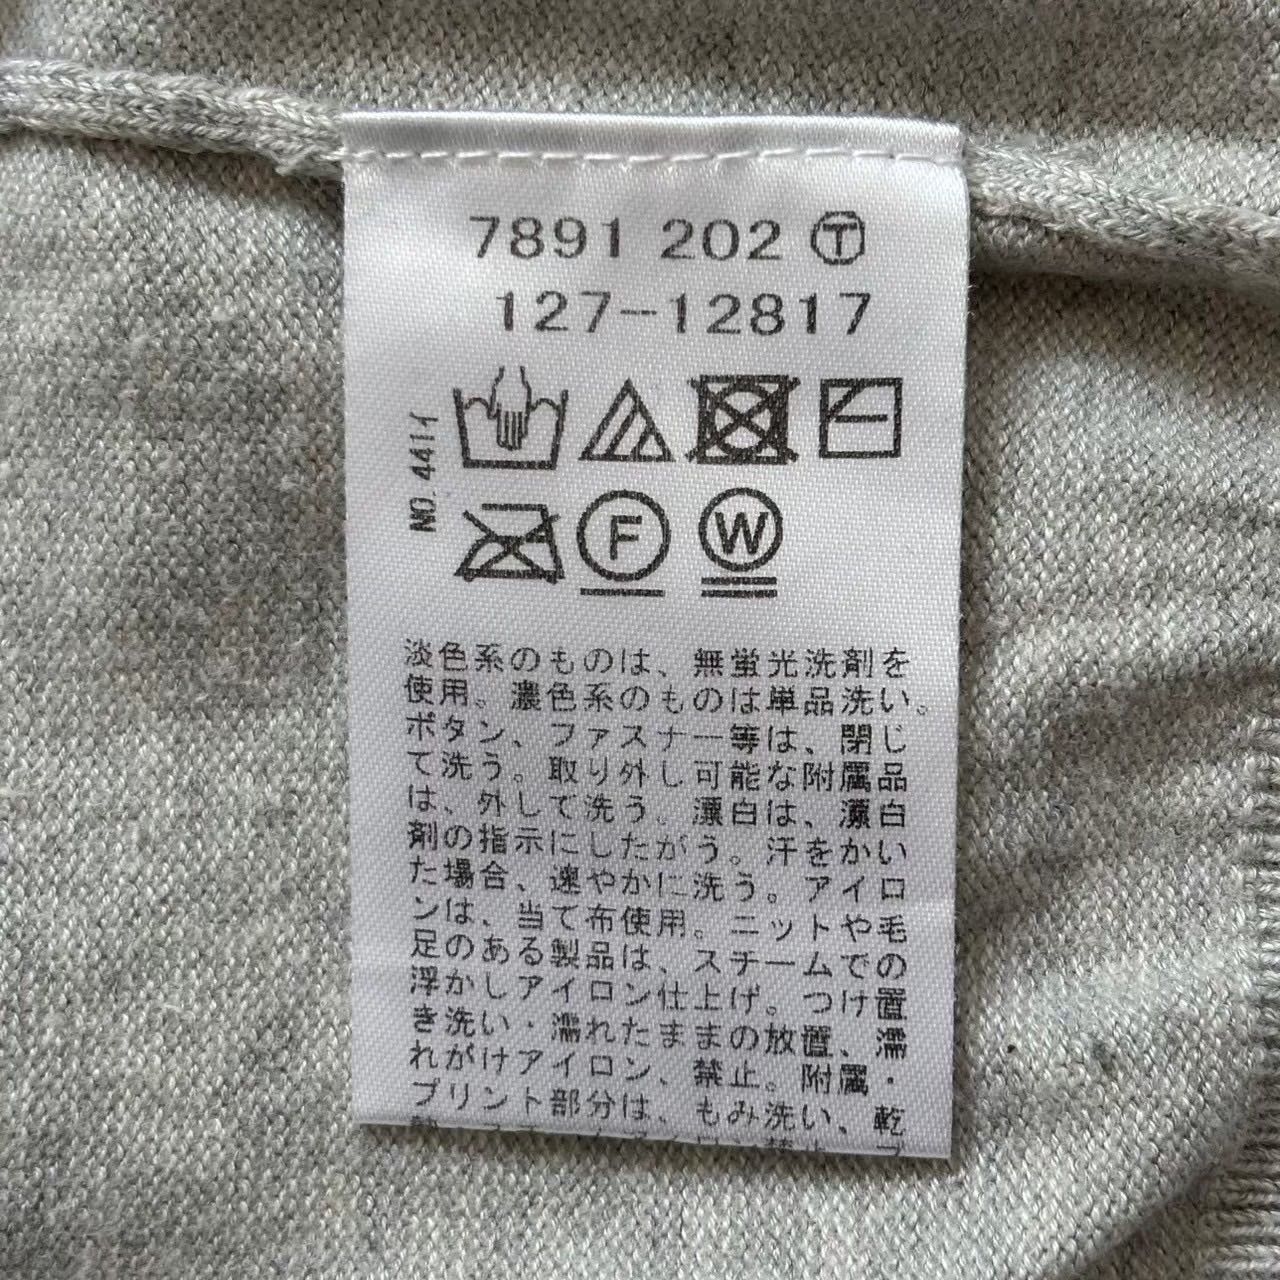 7891 202 Ⓣ
127-12817
NO. 441イ
F
W
淡色系のものは、無蛍光洗剤を
使用。濃色系のものは単品洗い。
ボタン、ファスナー等は、閉じ
て洗う。取り外し可能な附属品
は、外して洗う。漂白は、漂白
剤の指示にしたがう。汗をかい
た場合、速やかに洗う。アイロ
ンは、当て布使用。ニットや毛
足のある製品は、スチームでの
浮かしアイロン仕上げ。つけ置
き洗い・濡れたままの放置、濡
れがけアイロン、禁止。附属・
プリント部分は、もみ洗い、乾